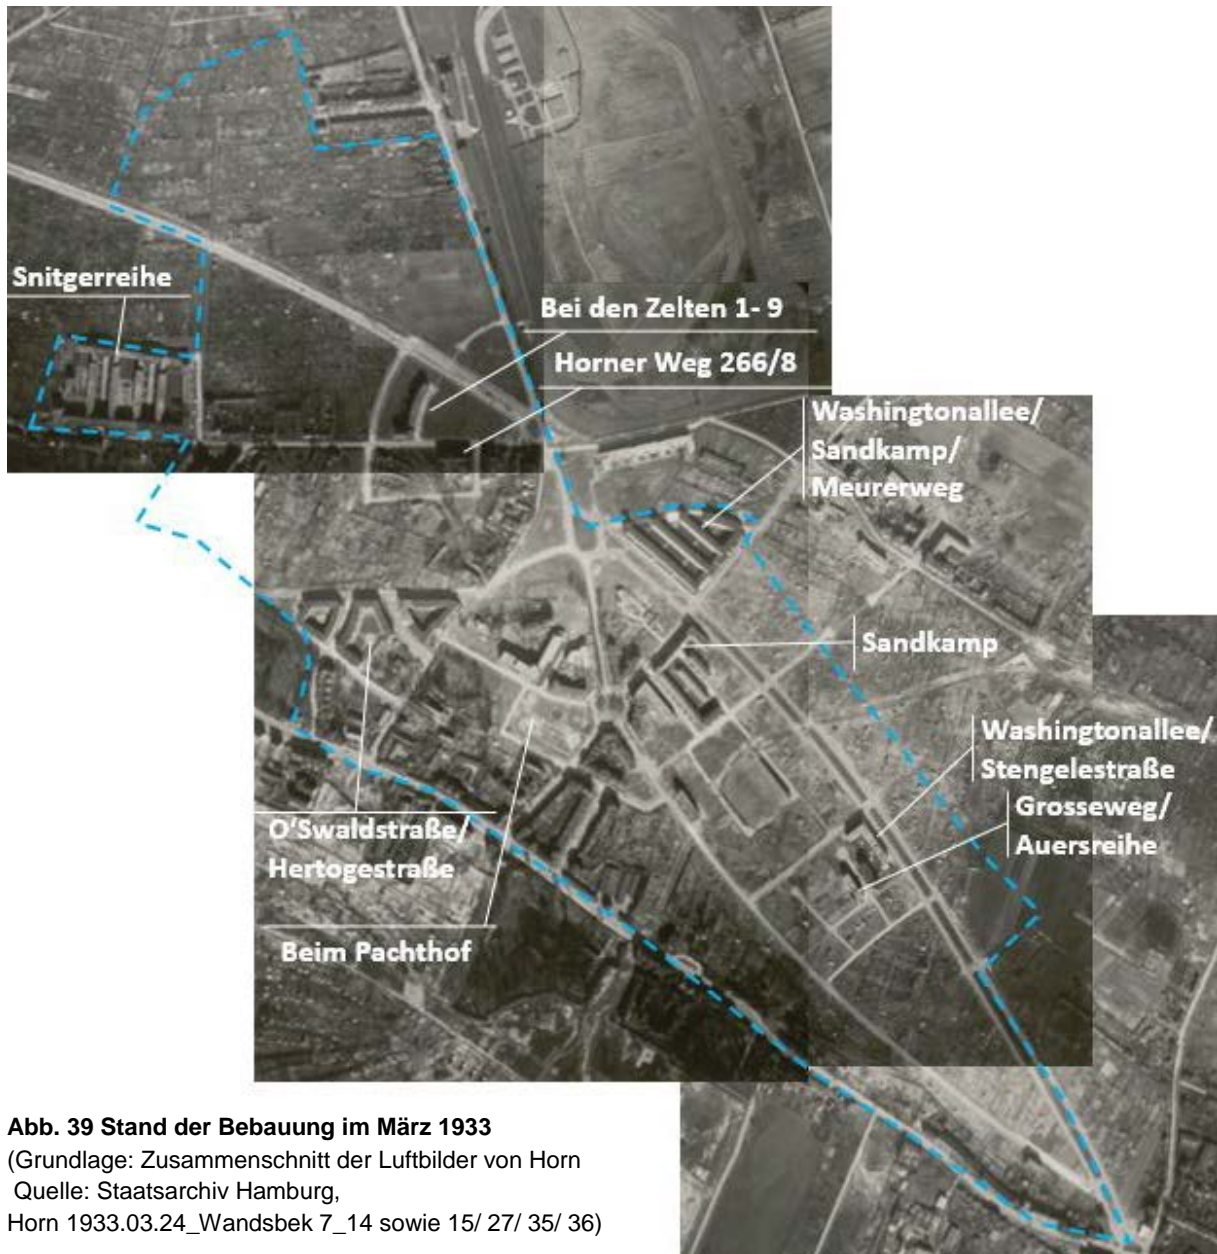 Snitgerreihe
Bei den Zelten 1- 9
Horner Weg 266/8
Washingtonallee/
Sandkamp/
Meurerweg
Sandkamp
Washingtonallee/
Stengelestraße
Grosseweg/
Auersreihe
O'Swaldstraße/
Hertogestraße
Beim Pachthof
Abb. 39 Stand der Bebauung im März 1933
(Grundlage: Zusammenschnitt der Luftbilder von Horn
Quelle: Staatsarchiv Hamburg,
Horn 1933.03.24_Wandsbek 7_14 sowie 15/ 27/ 35/ 36)